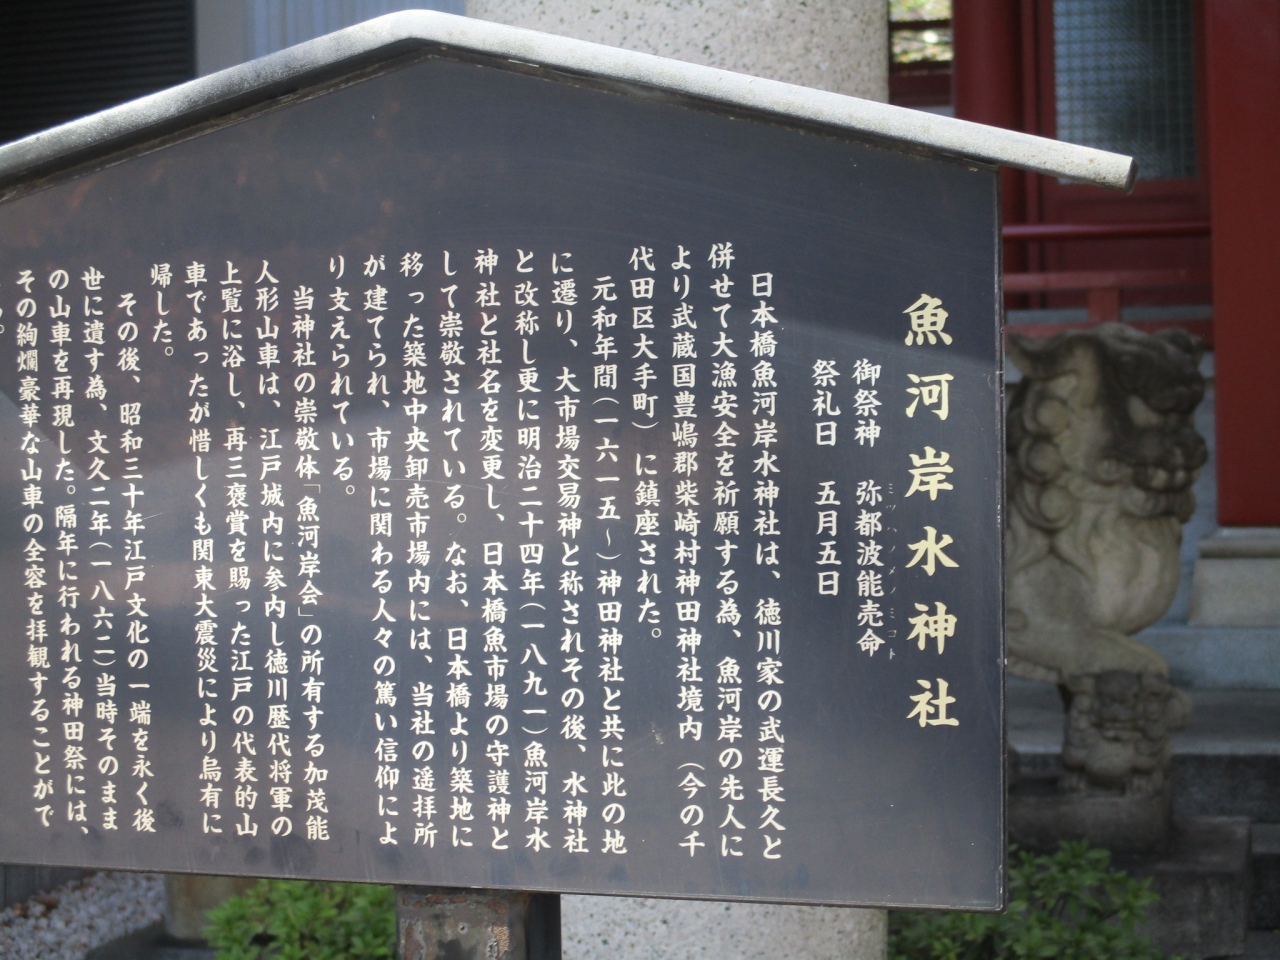 魚河岸水神社
御祭神 弥都波能売命
ミツハノメノミコト
祭礼日 五月五日
日本橋魚河岸水神社は、徳川家の武運長久と
併せて大漁安全を祈願する為、魚河岸の先人に
より武蔵国豊嶋郡柴崎村神田神社境内（今の千
代田区大手町）に鎮座された。
元和年間（一六一五～）神田神社と共に此の地
に遷り、大市場交易神と称されその後、水神社
と改称し更に明治二十四年（一八九一）魚河岸水
神社と社名を変更し、日本橋魚市場の守護神と
して崇敬されている。なお、日本橋より築地に
移った築地中央卸売市場内には、当社の遥拝所
が建てられ、市場に関わる人々の篤い信仰によ
り支えられている。
当神社の崇敬体「魚河岸会」の所有する加茂能
人形山車は、江戸城内に参内し徳川歴代将軍の
上覧に浴し、再三褒賞を賜った江戸の代表的山
車であったが惜しくも関東大震災により烏有に
帰した。
その後、昭和三十年江戸文化の一端を永く後
世に遺す為、文久二年（一八六二）当時そのまま
の山車を再現した。隔年に行われる神田祭には、
その絢爛豪華な山車の全容を拝観することがで
る。